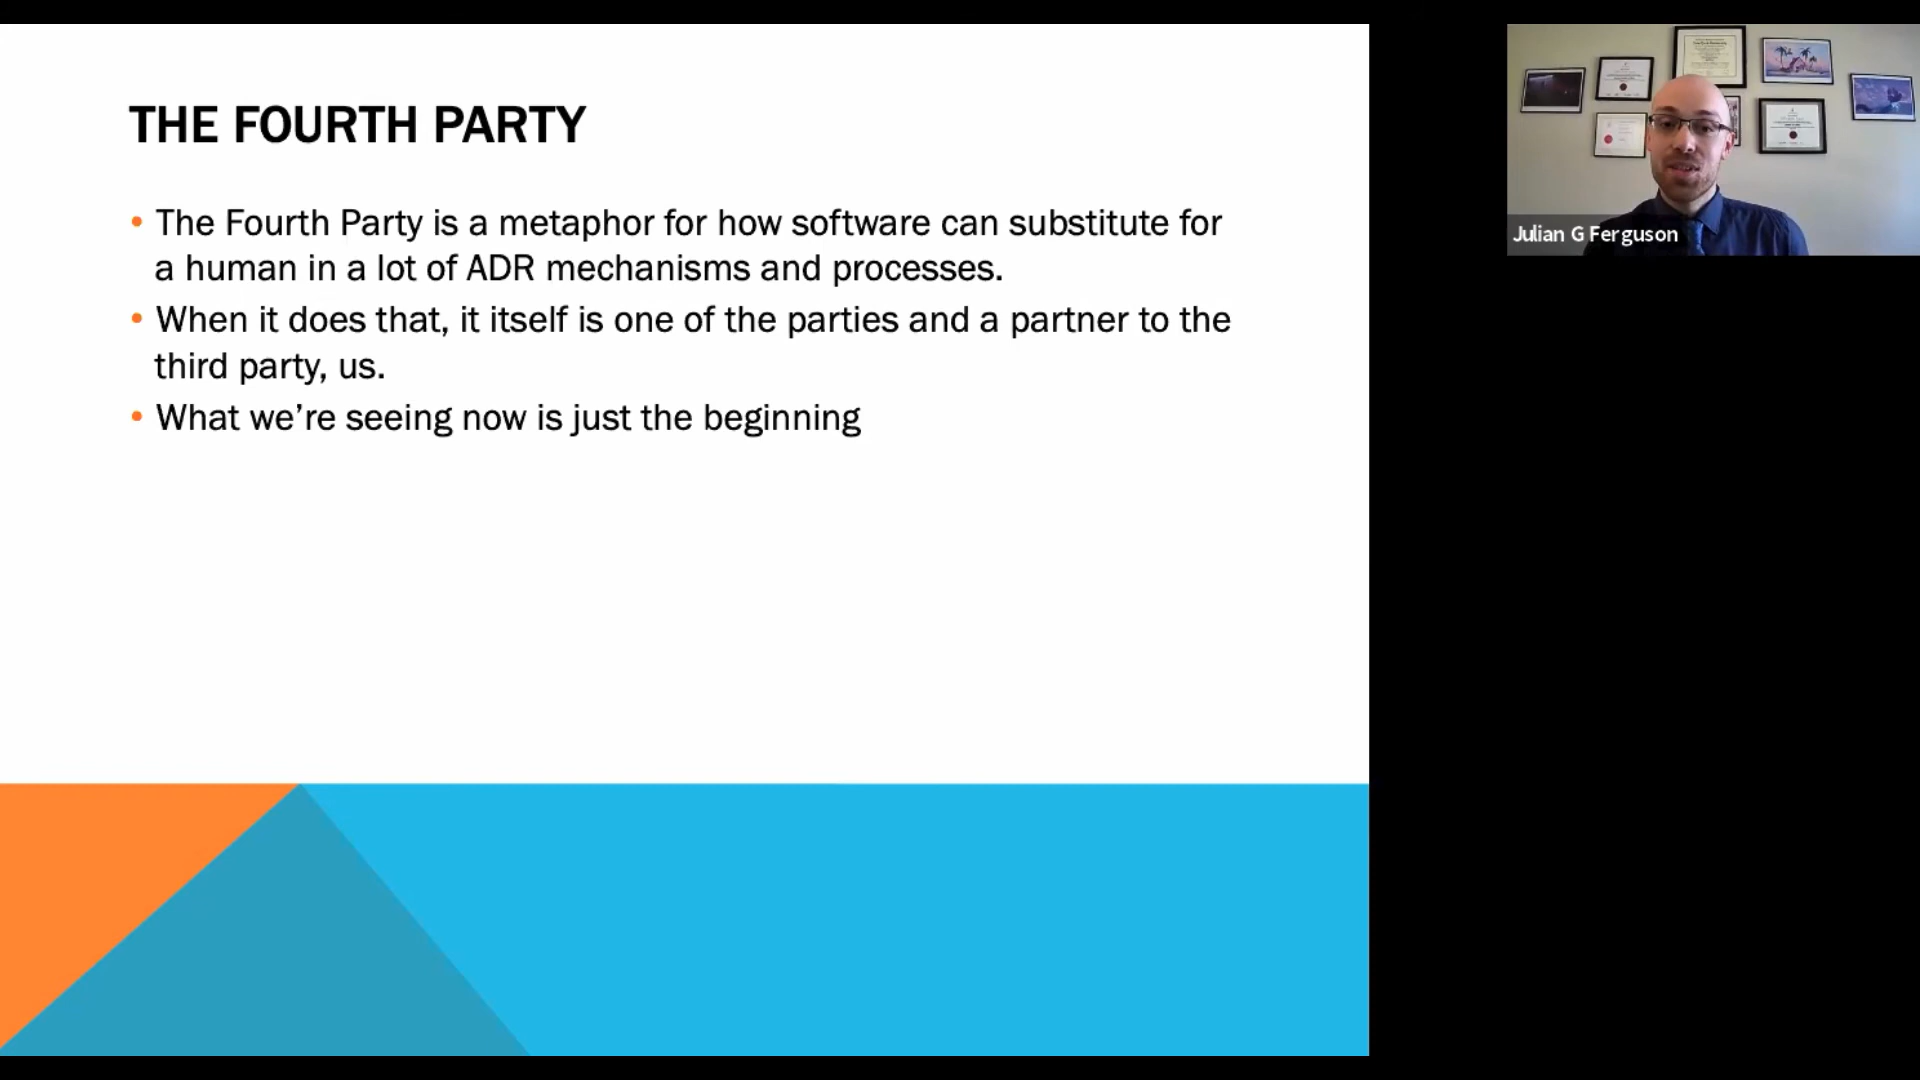 THE FOURTH PARTY
• The Fourth Party is a metaphor for how software can substitute for
a human in a lot of ADR mechanisms and processes.
• When it does that, it itself is one of the parties and a partner to the
third party, us.
• What we’re seeing now is just the beginning
Julian G Ferguson